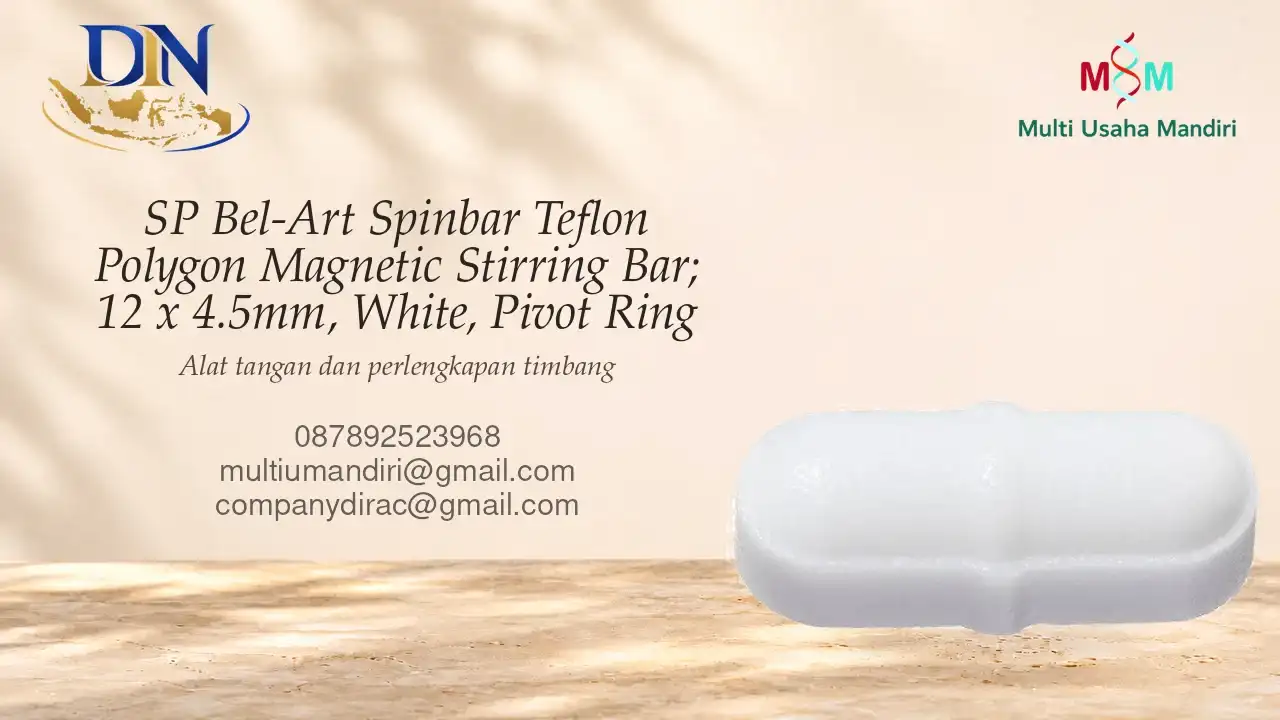 DN
M M
Multi Usaha Mandiri
SP Bel-Art Spinbar Teflon
Polygon Magnetic Stirring Bar;
12 x 4.5mm, White, Pivot Ring
Alat tangan dan perlengkapan timbang
087892523968
multiumandiri@gmail.com
companydirac@gmail.com